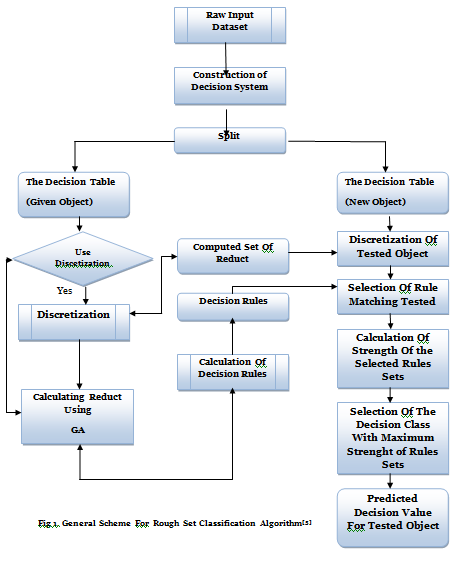 Raw Input
Dataset
Construction of
Decision System
Split
The Decision Table
(Given Object)
The Decision Table
(New Object)
Use
Discretization.
Yes
Discretization
Calculating Reduct
Using
GA
Computed Set Of
Reduct
Decision Rules
Calculation Of
Decision Rules
Discretization Of
Tested Object
Selection Of Rule
Matching Tested
Calculation Of
Strength Of the
Selected Rules
Sets
Selection Of The
Decision Class
With Maximum
Strenght of Rules
Sets
Predicted
Decision Value
For Tested Object
Fig 1. General Scheme For Rough Set Classification Algorithm[5]